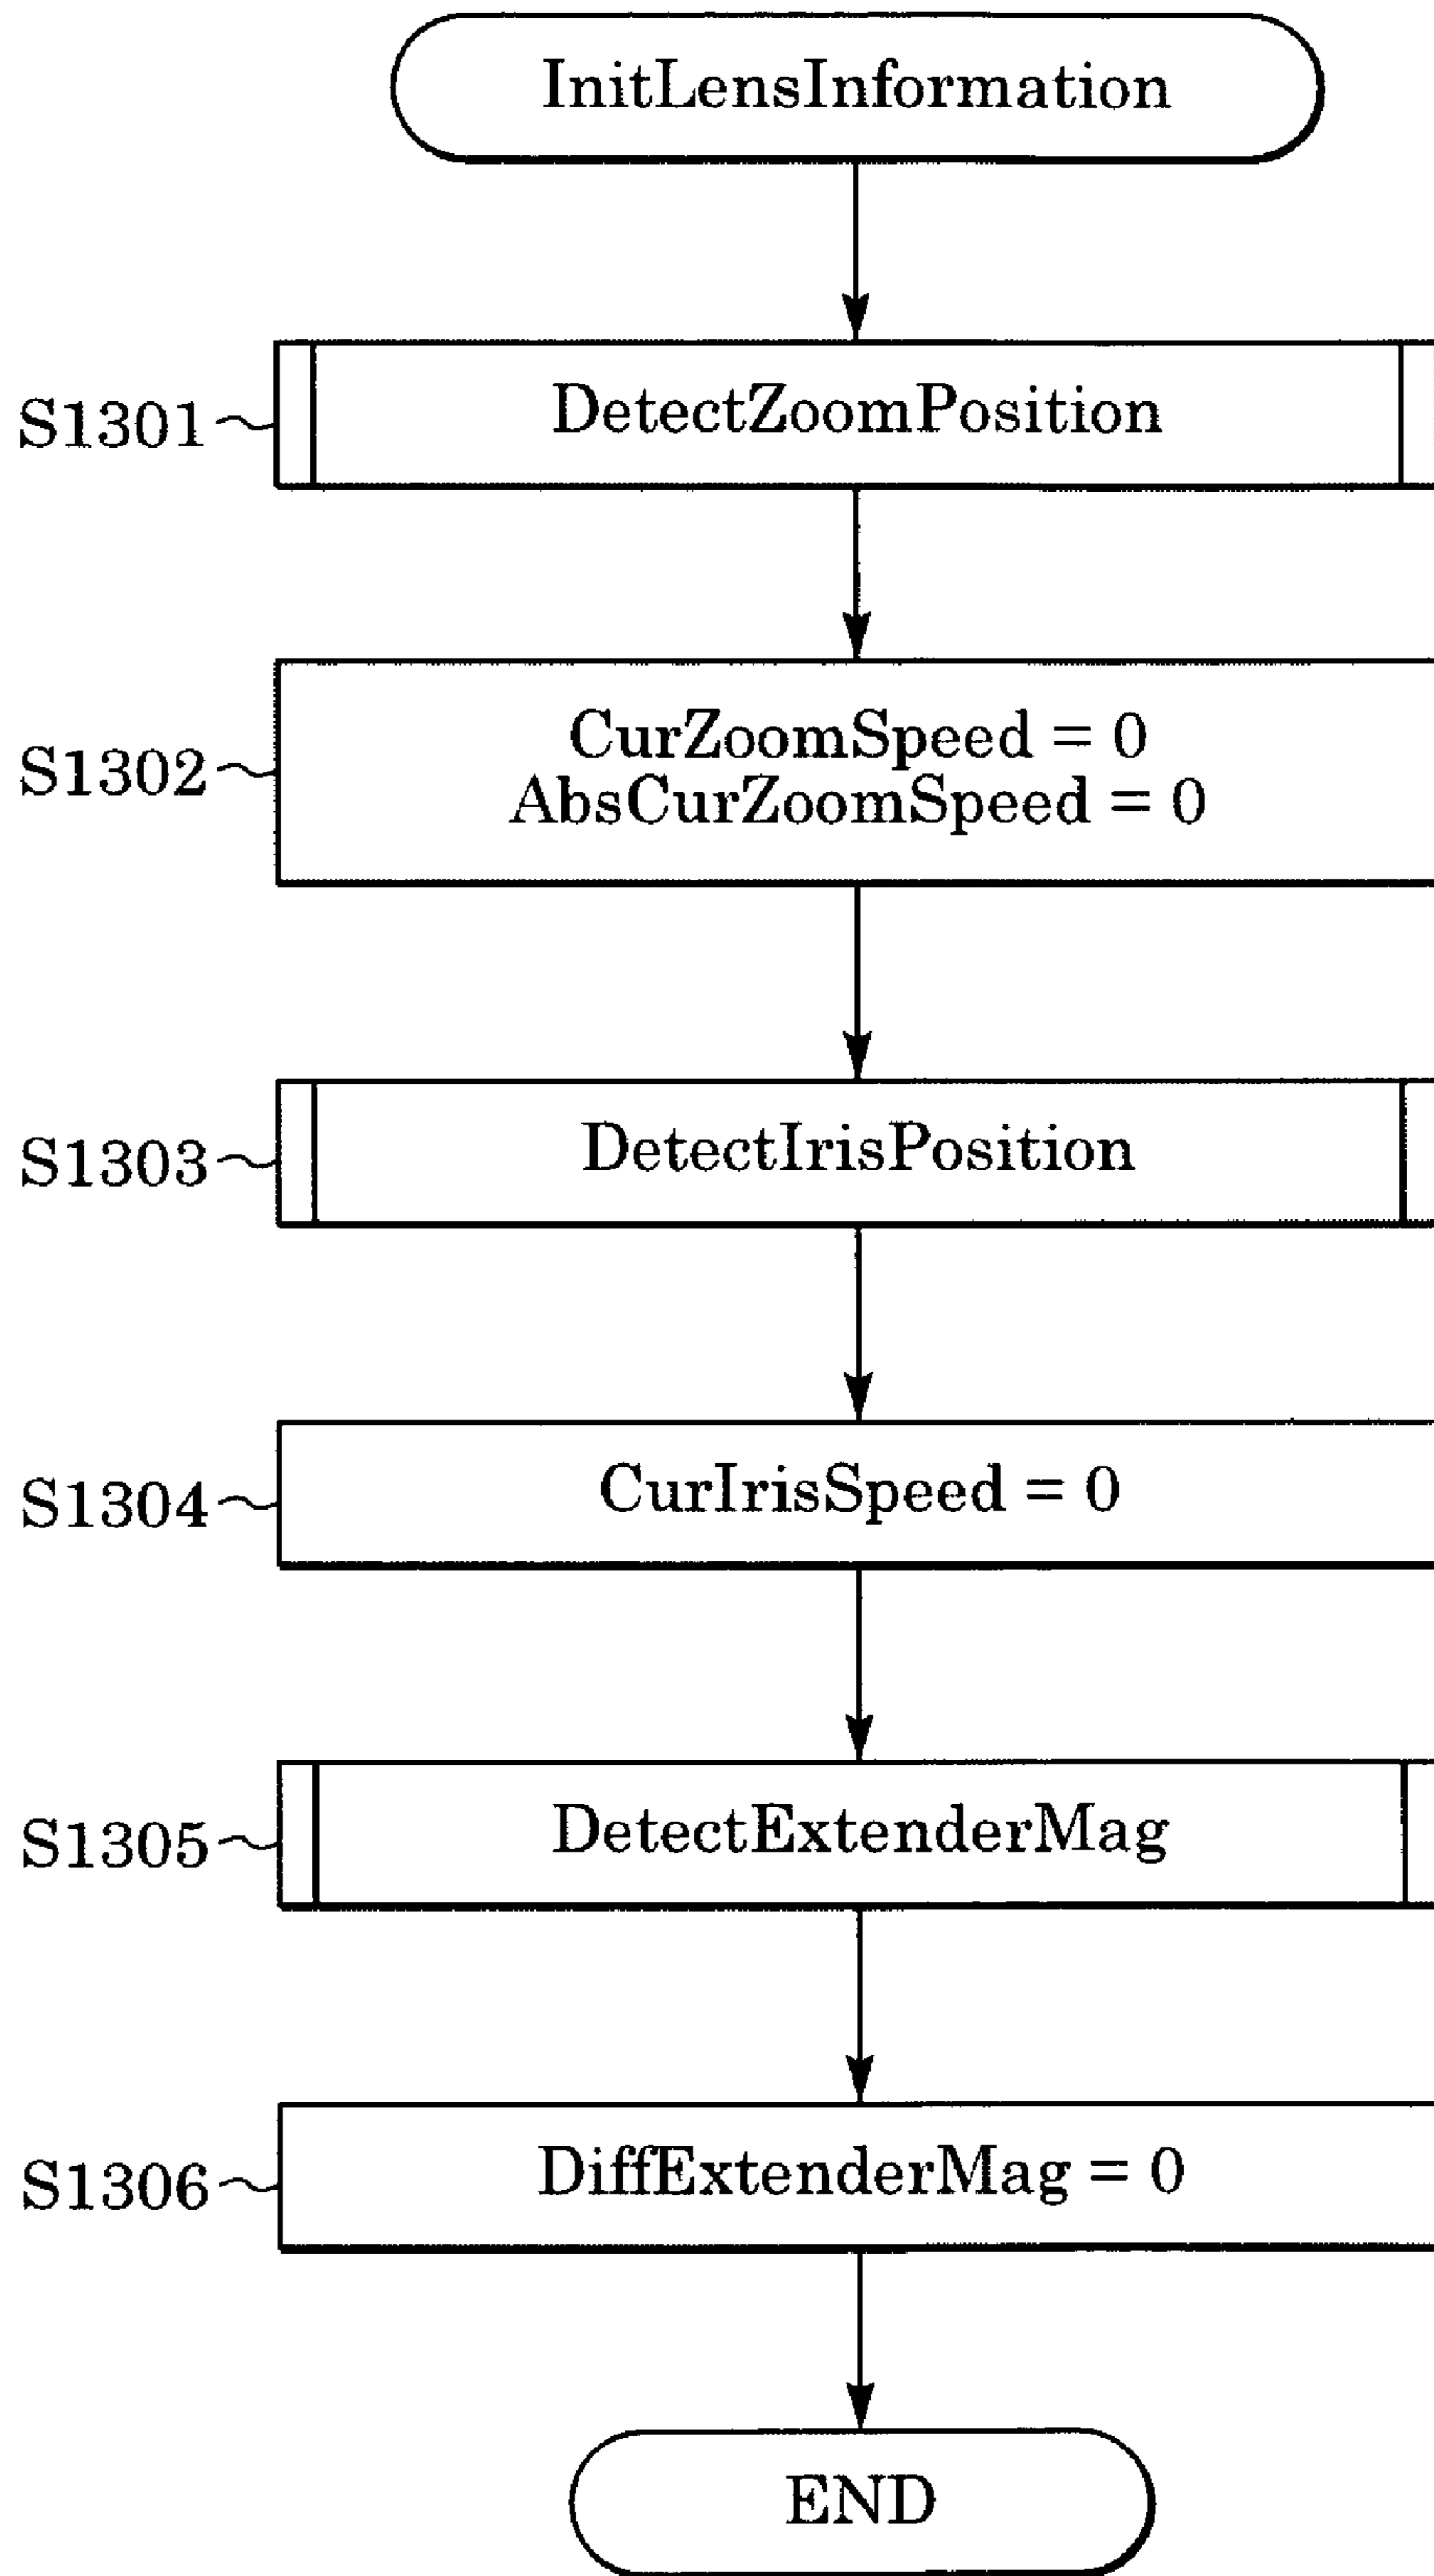 InitLensInformation
S1301
DetectZoomPosition
S1302
CurZoomSpeed = 0
AbsCurZoomSpeed = 0
S1303
DetectIrisPosition
S1304
CurIrisSpeed = 0
S1305
DetectExtenderMag
S1306
DiffExtenderMag = 0
END